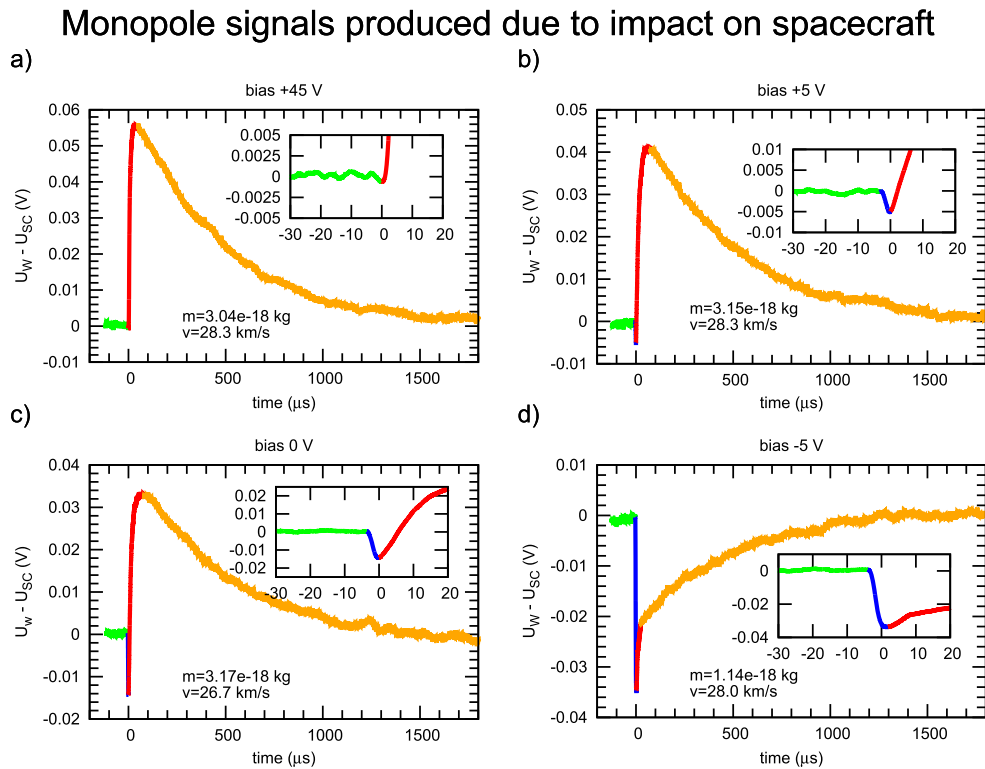 Monopole signals produced due to impact on spacecraft
a)
bias +45 V
0.06
0.05
0.04
0.03
0.02
0.01
0
-0.01
U_W - U_SC (V)
0.005
0.0025
0
-0.0025
-0.005
-30 -20 -10 0 10 20
m=3.04e-18 kg
v=28.3 km/s
0 500 1000 1500
time (μs)
b)
bias +5 V
0.05
0.04
0.03
0.02
0.01
0
-0.01
U_W - U_SC (V)
0.01
0.005
0
-0.005
-0.01
-30 -20 -10 0 10 20
m=3.15e-18 kg
v=28.3 km/s
0 500 1000 1500
time (μs)
c)
bias 0 V
0.04
0.03
0.02
0.01
0
-0.01
-0.02
U_w - U_SC (V)
0.02
0.01
0
-0.01
-0.02
-30 -20 -10 0 10 20
m=3.17e-18 kg
v=26.7 km/s
0 500 1000 1500
time (μs)
d)
bias -5 V
0.01
0
-0.01
-0.02
-0.03
-0.04
U_W - U_SC (V)
0
-0.02
-0.04
-30 -20 -10 0 10 20
m=1.14e-18 kg
v=28.0 km/s
0 500 1000 1500
time (μs)